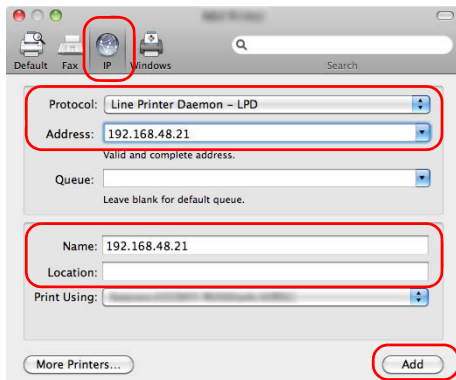 Default Fax IP Windows Search
Protocol: Line Printer Daemon – LPD
Address: 192.168.48.21
Valid and complete address.
Queue:
Leave blank for default queue.
Name: 192.168.48.21
Location:
Print Using:
More Printers... Add